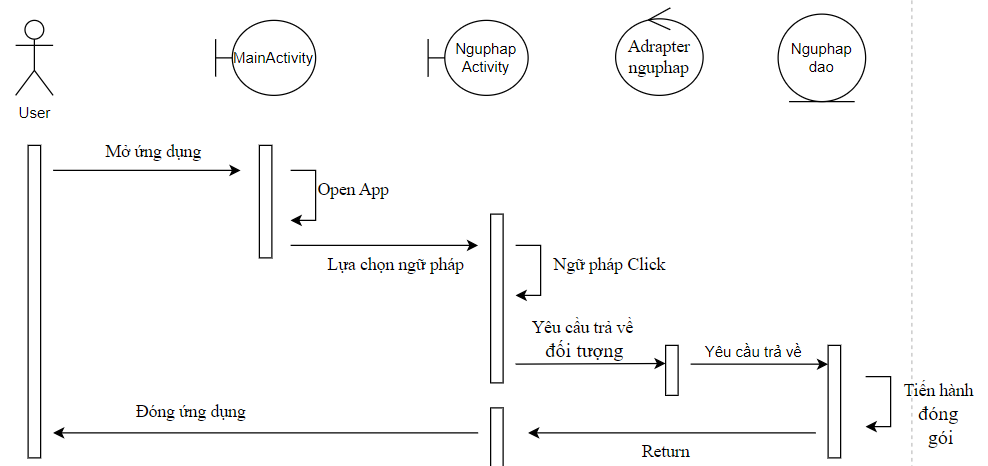 User
MainActivity
Nguphap
Activity
Adrapter
nguphap
Nguphap
dao
Mở ứng dụng
Open App
Lựa chọn ngữ pháp
Ngữ pháp Click
Yêu cầu trả về
đối tượng
Yêu cầu trả về
Tiến hành
đóng
gói
Đóng ứng dụng
Return